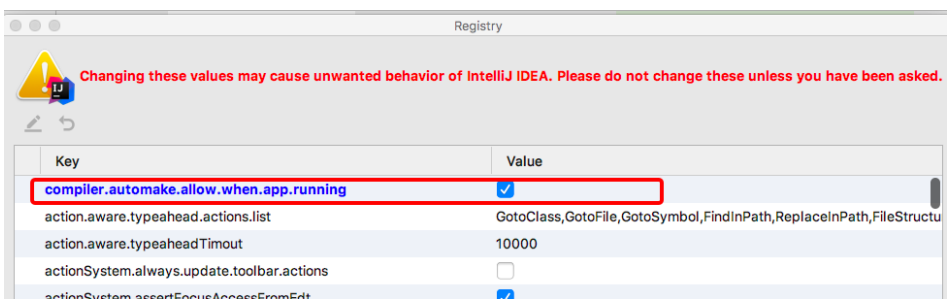 Registry
Changing these values may cause unwanted behavior of IntelliJ IDEA. Please do not change these unless you have been asked.
IJ
Key Value
compiler.automake.allow.when.app.running
action.aware.typeahead.actions.list GotoClass,GotoFile,GotoSymbol,FindInPath,ReplaceInPath,FileStructu
action.aware.typeaheadTimout 10000
actionSystem.always.update.toolbar.actions
actionSystem.assertFocusAccessFromEdt